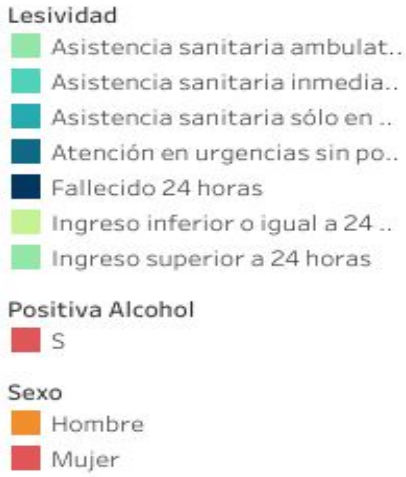 Lesividad
Asistencia sanitaria ambulat..
Asistencia sanitaria inmedia..
Asistencia sanitaria sólo en ..
Atención en urgencias sin po..
Fallecido 24 horas
Ingreso inferior o igual a 24 ..
Ingreso superior a 24 horas
Positiva Alcohol
S
Sexo
Hombre
Mujer